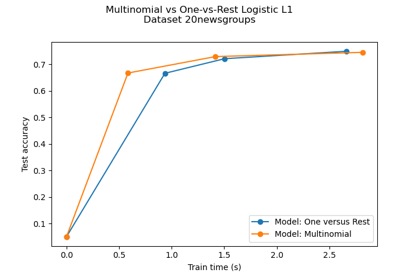 Multinomial vs One-vs-Rest Logistic L1
Dataset 20newsgroups
0.7
0.6
0.5
0.4
0.3
0.2
0.1
Test accuracy
Model: One versus Rest
Model: Multinomial
0.0 0.5 1.0 1.5 2.0 2.5
Train time (s)